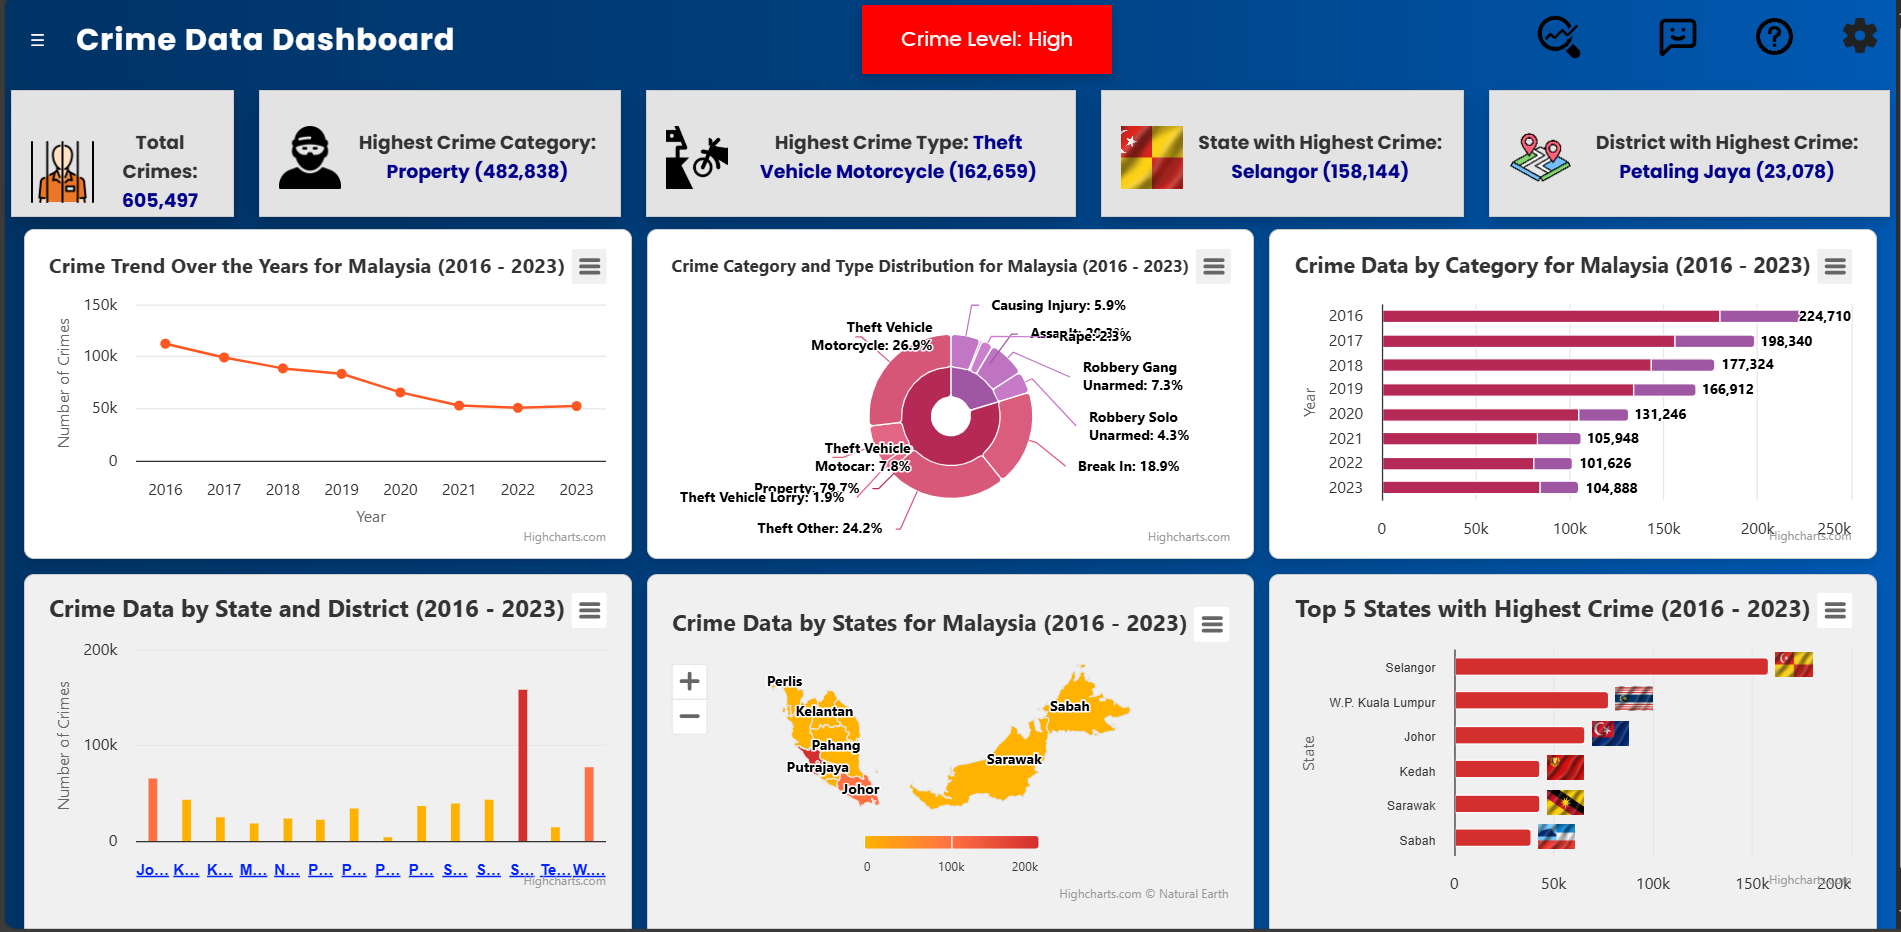 ☰ Crime Data Dashboard
Crime Level: High
Total
Crimes:
605,497
Highest Crime Category:
Property (482,838)
Highest Crime Type: Theft
Vehicle Motorcycle (162,659)
State with Highest Crime:
Selangor (158,144)
District with Highest Crime:
Petaling Jaya (23,078)
Crime Trend Over the Years for Malaysia (2016 - 2023)
Number of Crimes
150k
100k
50k
0
2016 2017 2018 2019 2020 2021 2022 2023
Year
Highcharts.com
Crime Category and Type Distribution for Malaysia (2016 - 2023)
Causing Injury: 5.9%
Rape: 2.3%
Robbery Gang
Unarmed: 7.3%
Robbery Solo
Unarmed: 4.3%
Break In: 18.9%
Theft Other: 24.2%
Theft Vehicle Lorry: 1.9%
Property: 79.7%
Theft Vehicle
Motocar: 7.8%
Theft Vehicle
Motorcycle: 26.9%
Highcharts.com
Crime Data by Category for Malaysia (2016 - 2023)
Year
2016 224,710
2017 198,340
2018 177,324
2019 166,912
2020 131,246
2021 105,948
2022 101,626
2023 104,888
0 50k 100k 150k 200k 250k
Highcharts.com
Crime Data by State and District (2016 - 2023)
Number of Crimes
200k
100k
0
Jo... K... K... M... N... P... P... P... P... S... S... S... Te... W....
Highcharts.com
Crime Data by States for Malaysia (2016 - 2023)
+
−
Perlis
Kelantan
Pahang
Putrajaya
Johor
Sabah
Sarawak
0 100k 200k
Highcharts.com © Natural Earth
Top 5 States with Highest Crime (2016 - 2023)
State
Selangor
W.P. Kuala Lumpur
Johor
Kedah
Sarawak
Sabah
0 50k 100k 150k 200k
Highcharts.com